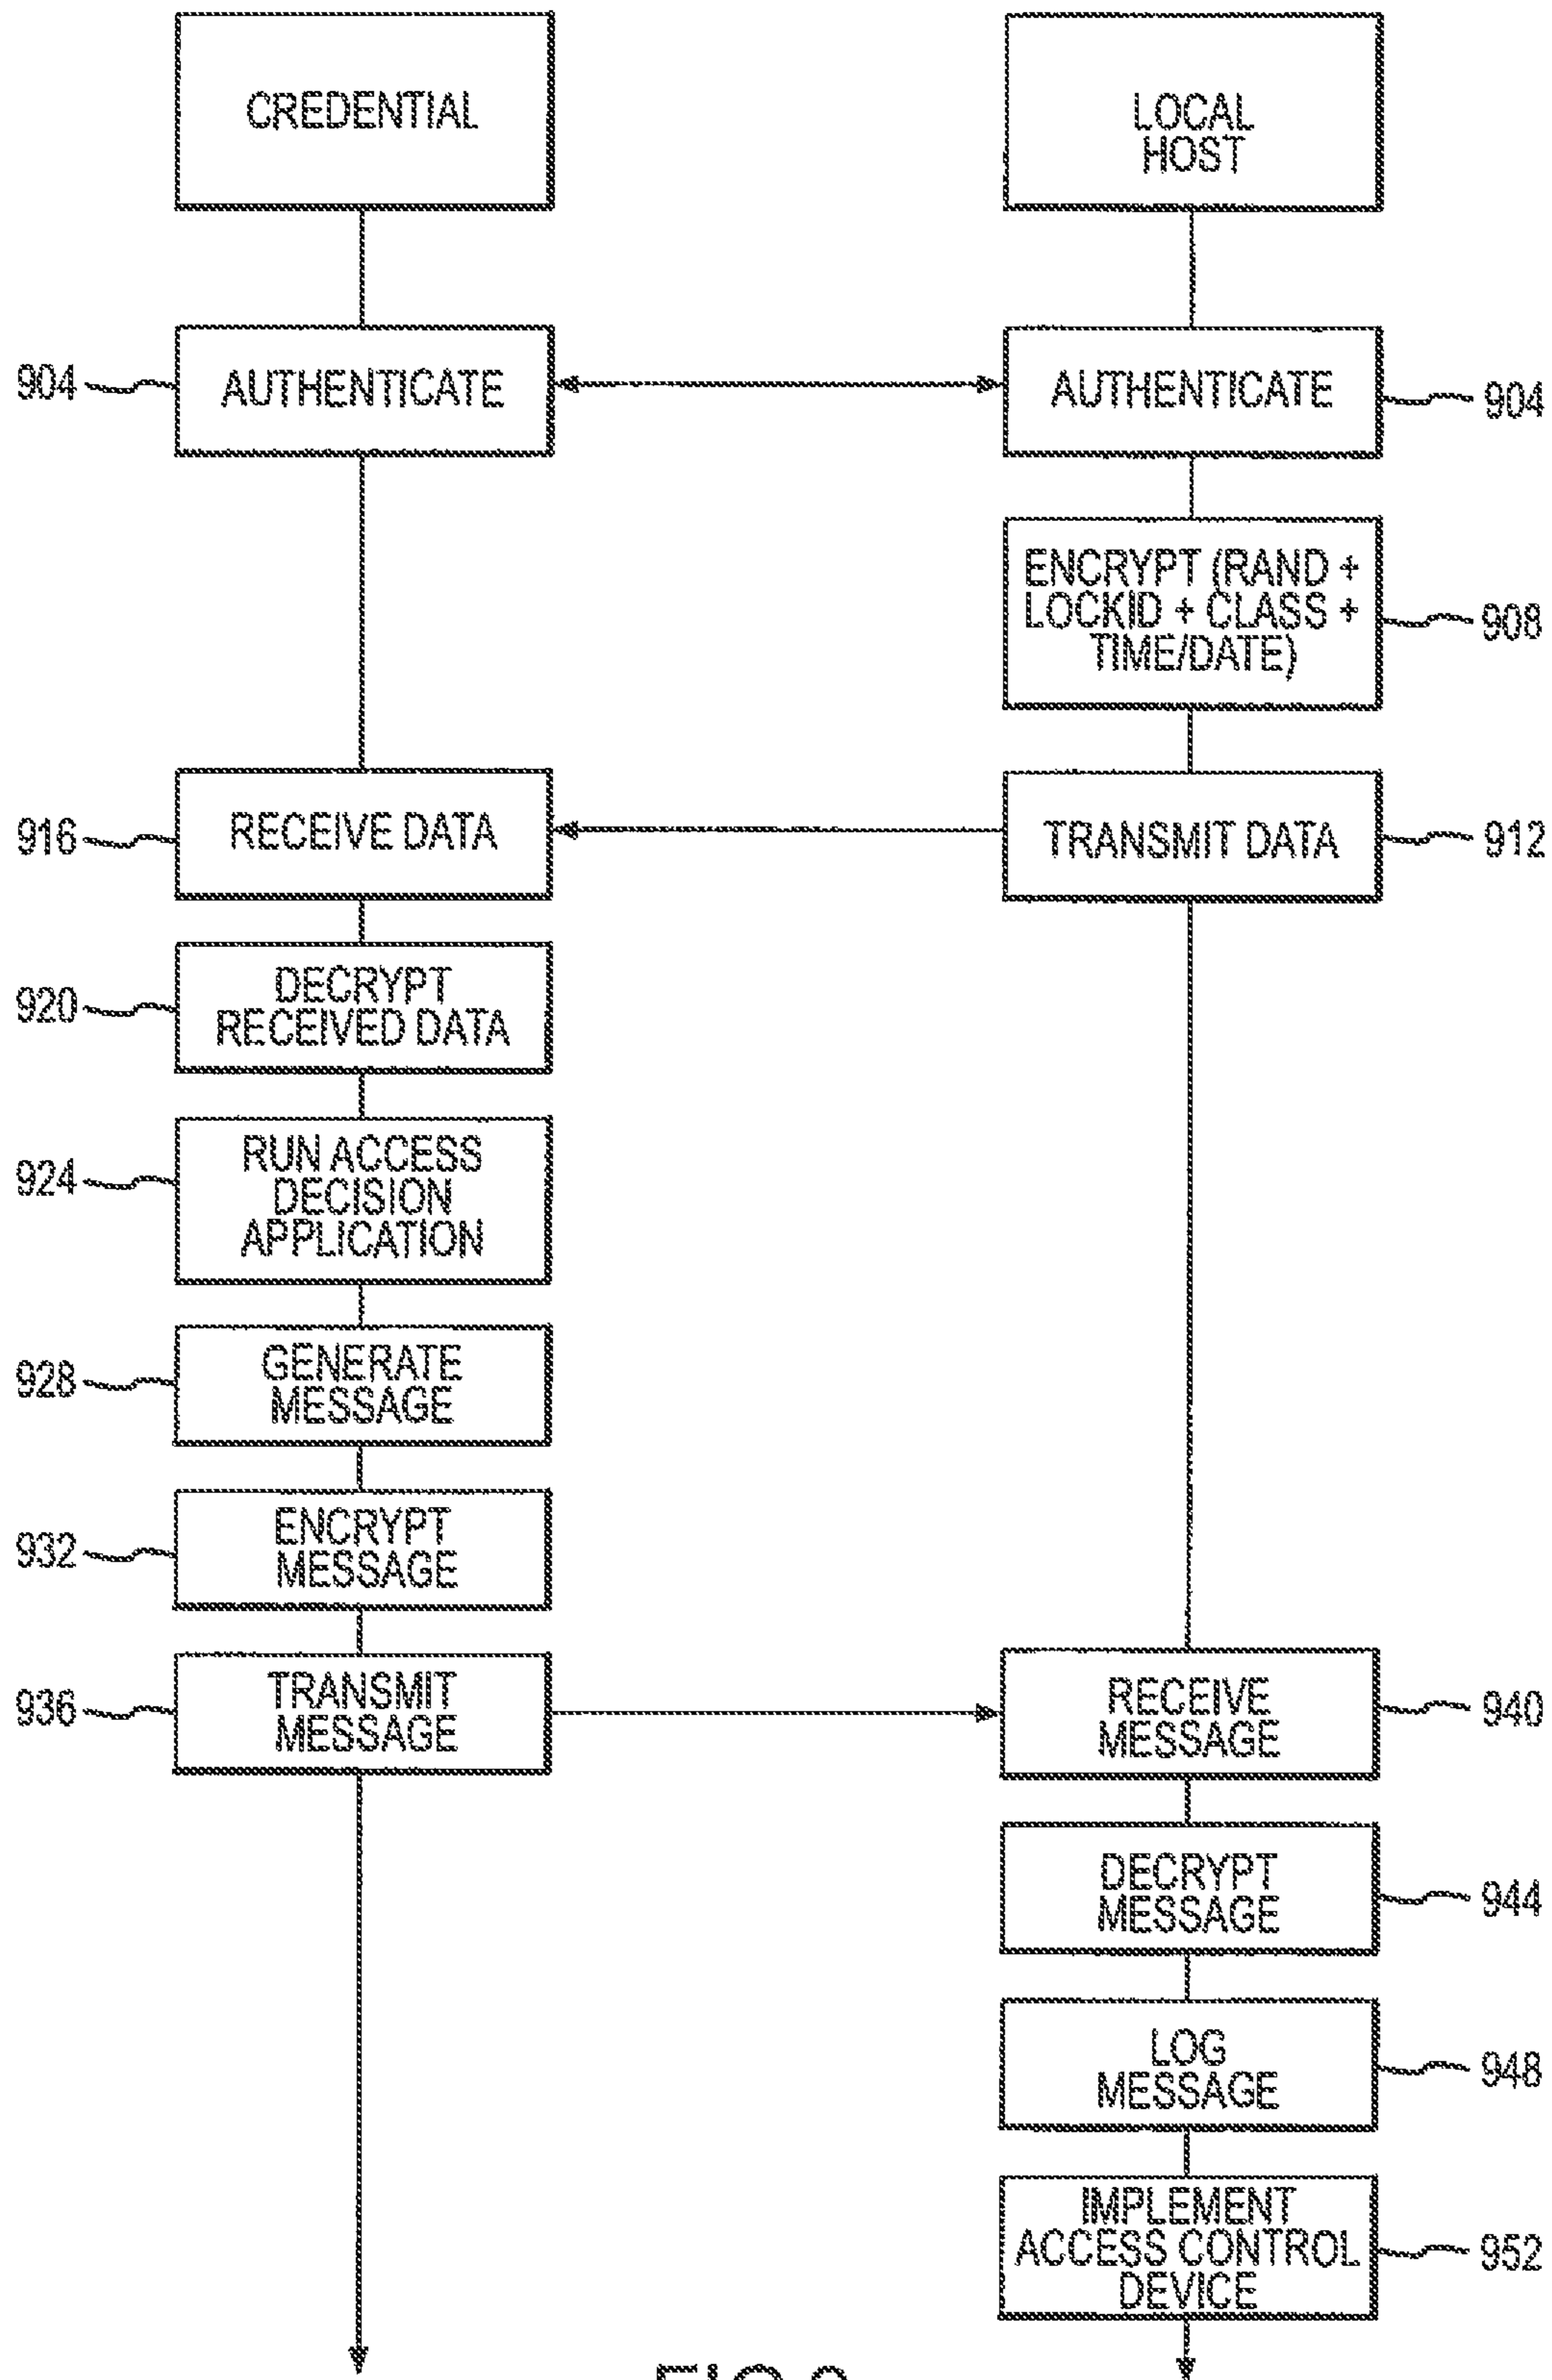 CREDENTIAL
LOCAL
HOST
904
AUTHENTICATE
AUTHENTICATE
904
ENCRYPT (RAND +
LOCKID + CLASS +
TIME/DATE)
908
916
RECEIVE DATA
TRANSMIT DATA
912
920
DECRYPT
RECEIVED DATA
924
RUN ACCESS
DECISION
APPLICATION
928
GENERATE
MESSAGE
932
ENCRYPT
MESSAGE
936
TRANSMIT
MESSAGE
RECEIVE
MESSAGE
940
DECRYPT
MESSAGE
944
LOG
MESSAGE
948
IMPLEMENT
ACCESS CONTROL
DEVICE
952